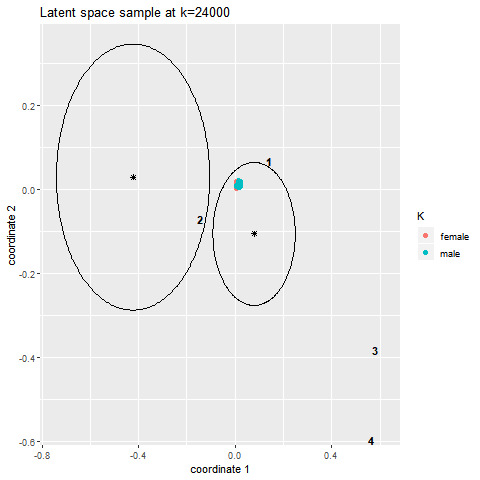 Latent space sample at k=24000
coordinate 2
0.2
0.0
-0.2
-0.4
-0.6
1
2
3
4
-0.8
-0.4
0.0
0.4
coordinate 1
K
female
male